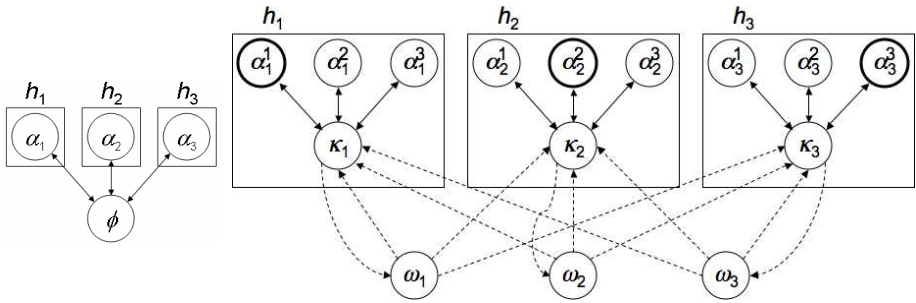 h₁ h₂ h₃
α₁ α₂ α₃
ϕ
h₁ h₂ h₃
α₁¹ α₁² α₁³ α₂¹ α₂² α₂³ α₃¹ α₃² α₃³
κ₁ κ₂ κ₃
ω₁ ω₂ ω₃